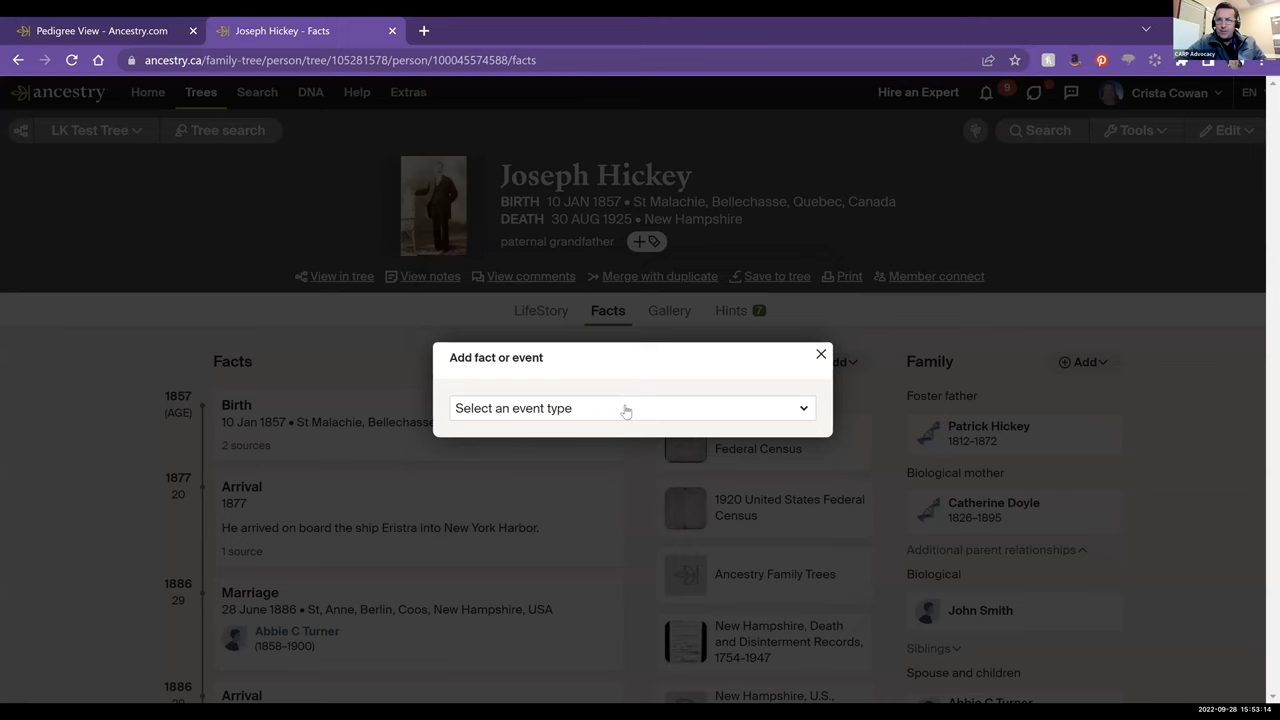 Pedigree View - Ancestry.com
Joseph Hickey - Facts
ancestry.ca/family-tree/person/tree/105281578/person/100045574588/facts
CARP Advocacy
ancestry
Home
Trees
Search
DNA
Help
Extras
Hire an Expert
9
Crista Cowan
EN
LK Test Tree
Tree search
Search
Tools
Edit
Joseph Hickey
BIRTH 10 JAN 1857 • St Malachie, Bellechasse, Quebec, Canada
DEATH 30 AUG 1925 • New Hampshire
paternal grandfather
View in tree
View notes
View comments
Merge with duplicate
Save to tree
Print
Member connect
LifeStory
Facts
Gallery
Hints 7
Add fact or event
Select an event type
Facts
1857
(AGE)
Birth
10 Jan 1857 • St Malachie, Bellechasse
2 sources
1877
20
Arrival
1877
He arrived on board the ship Eristra into New York Harbor.
1 source
1886
29
Marriage
28 June 1886 • St, Anne, Berlin, Coos, New Hampshire, USA
Abbie C Turner
(1858–1900)
1886
Arrival
Federal Census
1920 United States Federal
Census
Ancestry Family Trees
New Hampshire, Death
and Disinterment Records,
1754-1947
New Hampshire, U.S.,
Family
Add
Foster father
Patrick Hickey
1812–1872
Biological mother
Catherine Doyle
1826–1895
Additional parent relationships
Biological
John Smith
Siblings
Spouse and children
Abbie C Turner
2022-09-28 15:53:14